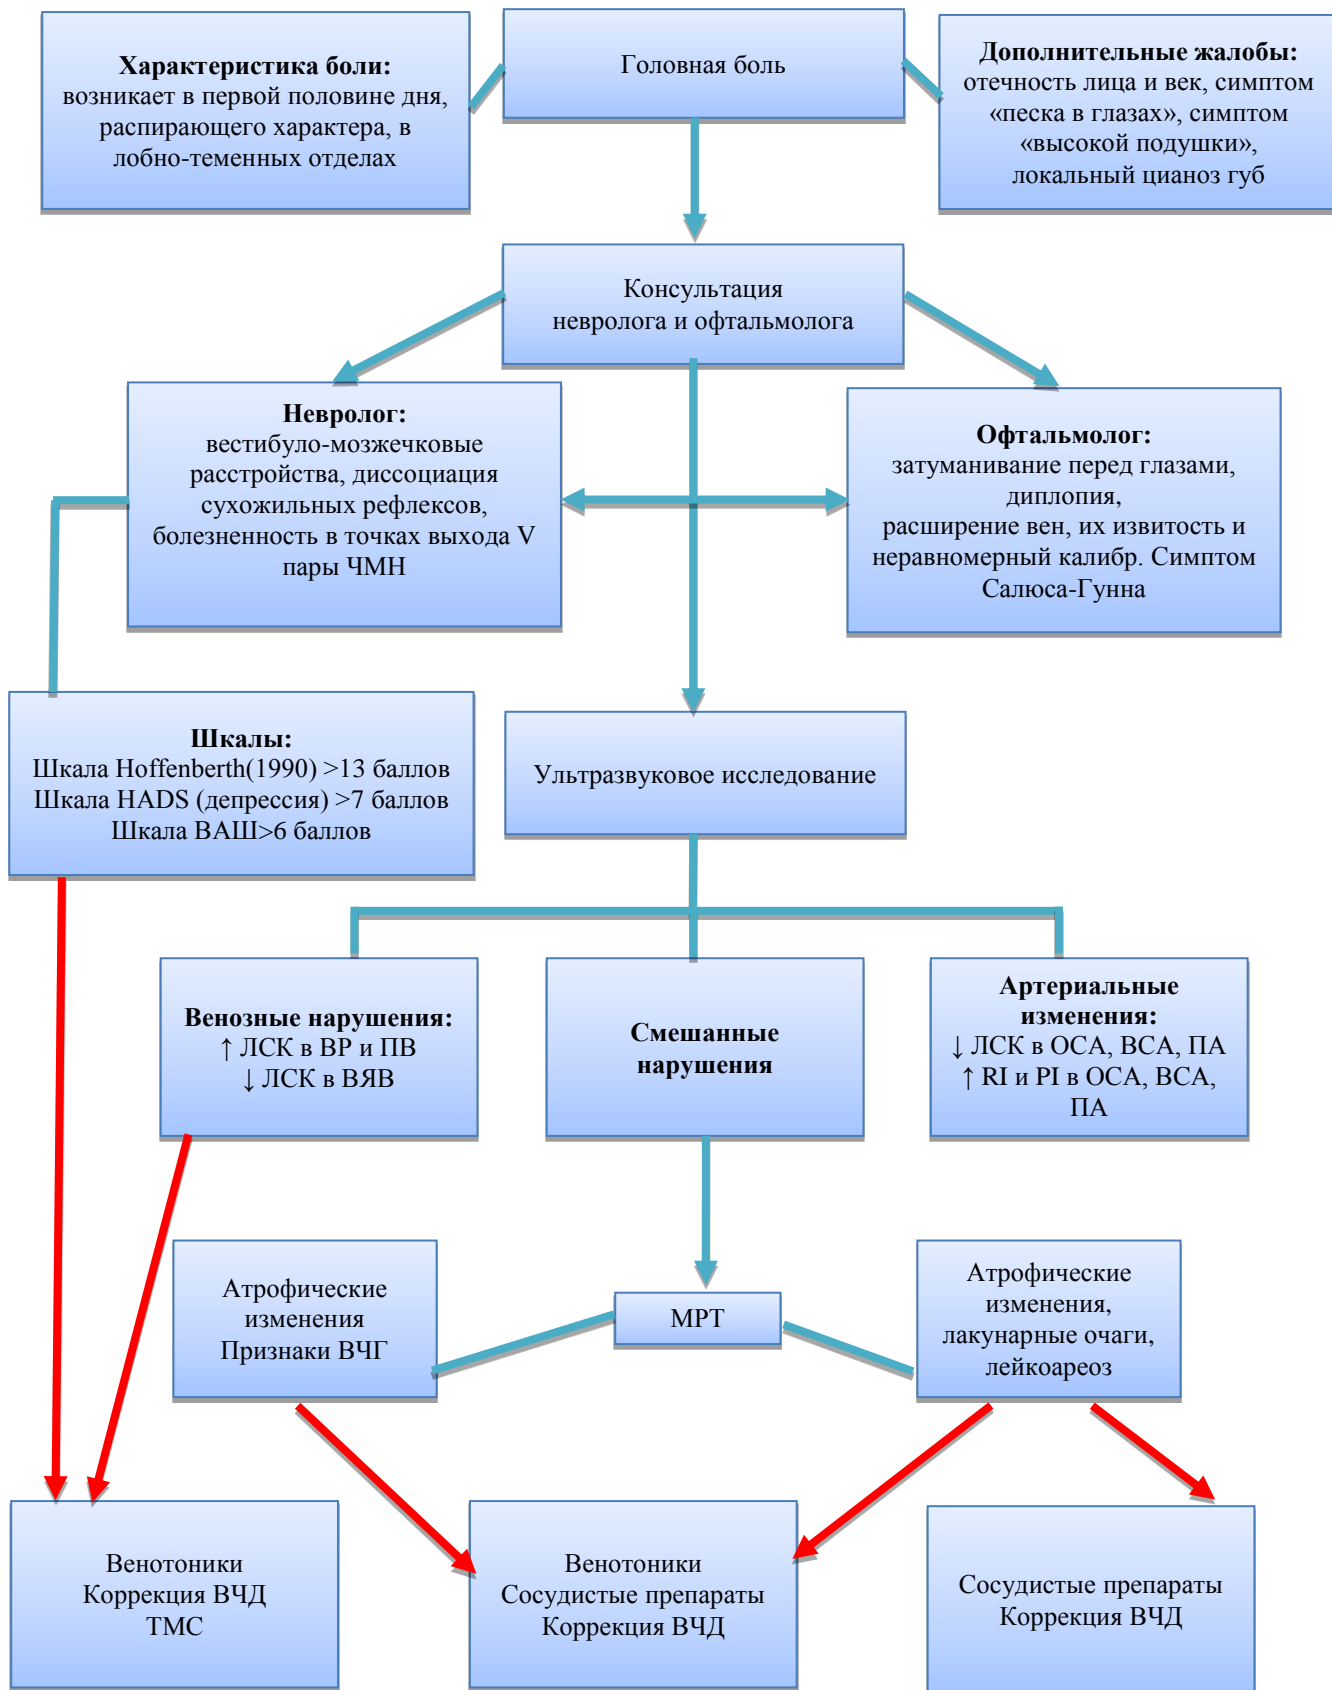 Характеристика боли:
возникает в первой половине дня,
распирающего характера, в
лобно-теменных отделах
Головная боль
Дополнительные жалобы:
отечность лица и век, симптом
«песка в глазах», симптом
«высокой подушки»,
локальный цианоз губ
Консультация
невролога и офтальмолога
Невролог:
вестибуло-мозжечковые
расстройства, диссоциация
сухожильных рефлексов,
болезненность в точках выхода V
пары ЧМН
Офтальмолог:
затуманивание перед глазами,
диплопия,
расширение вен, их извитость и
неравномерный калибр. Симптом
Салюса-Гунна
Шкалы:
Шкала Hoffenberth(1990) >13 баллов
Шкала HADS (депрессия) >7 баллов
Шкала ВАШ>6 баллов
Ультразвуковое исследование
Венозные нарушения:
↑ ЛСК в ВР и ПВ
↓ ЛСК в ВЯВ
Смешанные
нарушения
Артериальные
изменения:
↓ ЛСК в ОСА, ВСА, ПА
↑ RI и PI в ОСА, ВСА,
ПА
Атрофические
изменения
Признаки ВЧГ
МРТ
Атрофические
изменения,
лакунарные очаги,
лейкоареоз
Венотоники
Коррекция ВЧД
ТМС
Венотоники
Сосудистые препараты
Коррекция ВЧД
Сосудистые препараты
Коррекция ВЧД